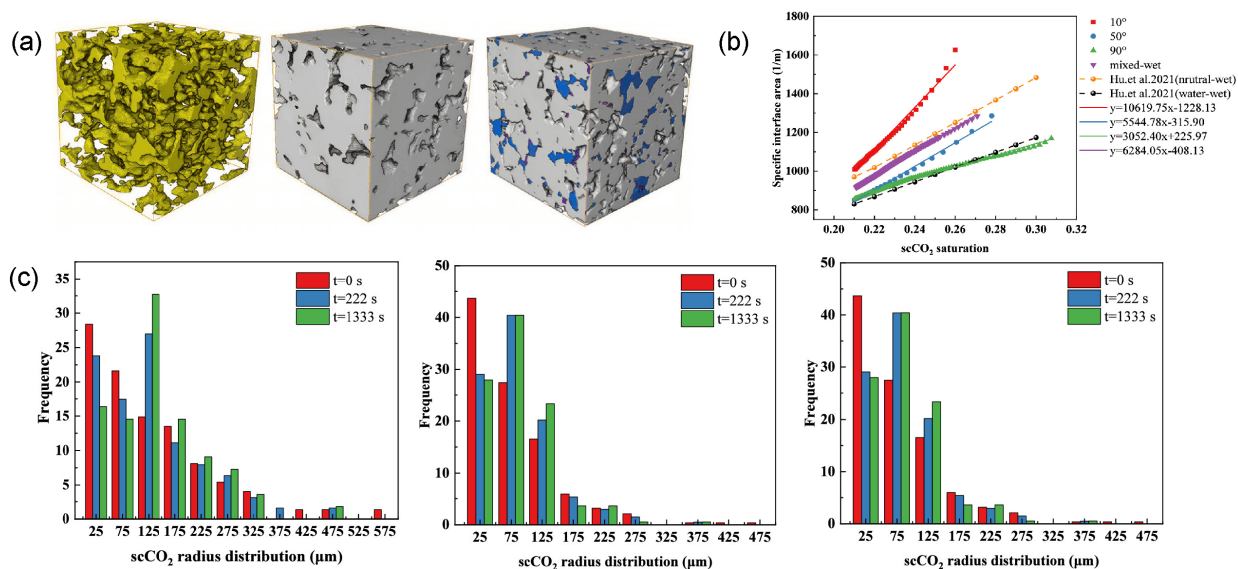 (a)
(b)
Specific interface area (1/m)
1800
1600
1400
1200
1000
800
0.20
0.22
0.24
0.26
0.28
0.30
0.32
scCO₂ saturation
10°
50°
90°
mixed-wet
Hu.et al.2021(nrutral-wet)
Hu.et al.2021(water-wet)
y=10619.75x-1228.13
y=5544.78x-315.90
y=3052.40x+225.97
y=6284.05x-408.13
(c)
Frequency
35
30
25
20
15
10
5
0
t=0 s
t=222 s
t=1333 s
25
75
125
175
225
275
325
375
425
475
525
575
scCO₂ radius distribution (μm)
Frequency
50
40
30
20
10
0
t=0 s
t=222 s
t=1333 s
25
75
125
175
225
275
375
425
475
scCO₂ radius distribution (μm)
Frequency
50
40
30
20
10
0
t=0 s
t=222 s
t=1333 s
25
75
125
175
225
275
375
425
475
scCO₂ radius distribution (μm)